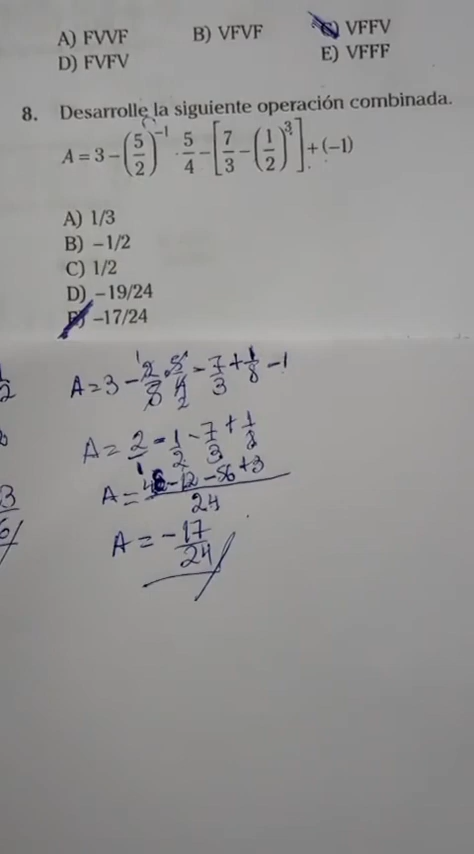 A) FVVF B) VFVF C) VFFV
D) FVFV E) VFFF
8. Desarrolle la siguiente operación combinada.
A = 3 − (5/2)^−1 · 5/4 − [7/3 − (1/2)^3] + (−1)
A) 1/3
B) −1/2
C) 1/2
D) −19/24
E) −17/24
A = 3 − 2/5 · 5/4 − 7/3 + 1/8 − 1
A = 2/1 − 1/2 − 7/3 + 1/8
A = 48 − 12 − 56 + 3 / 24
A = − 17/24